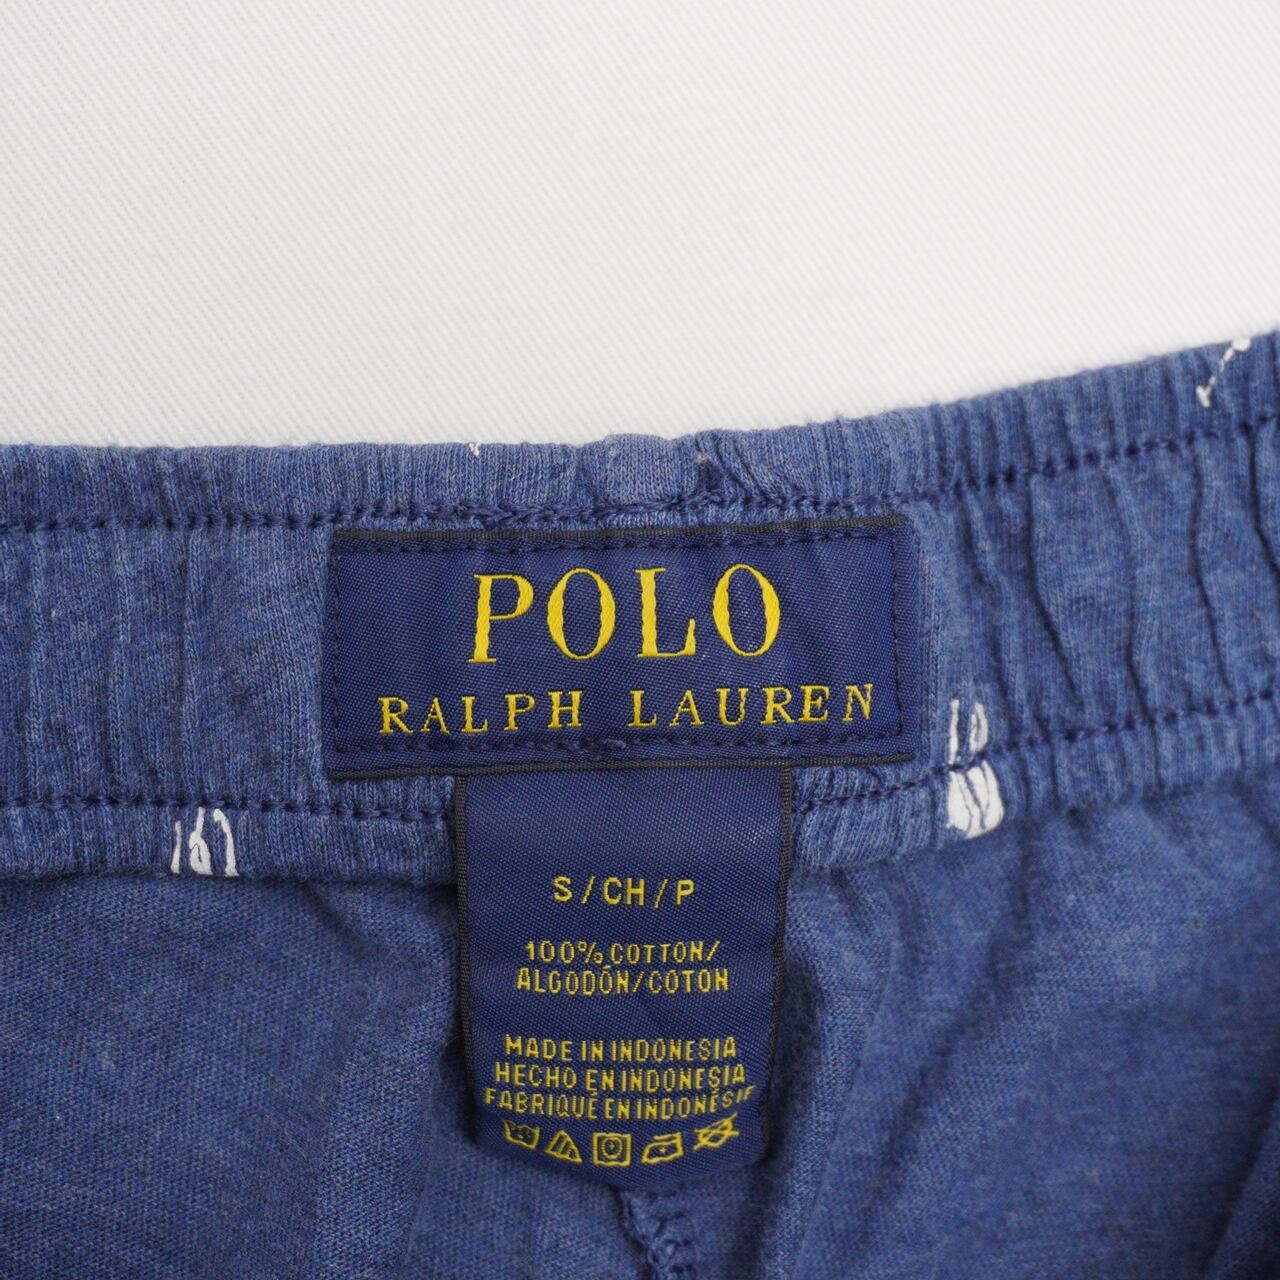 POLO
RALPH LAUREN
S/CH/P
100% COTTON/
ALGODÓN/COTON
MADE IN INDONESIA
HECHO EN INDONESIA
FABRIQUÉ EN INDONÉSIE